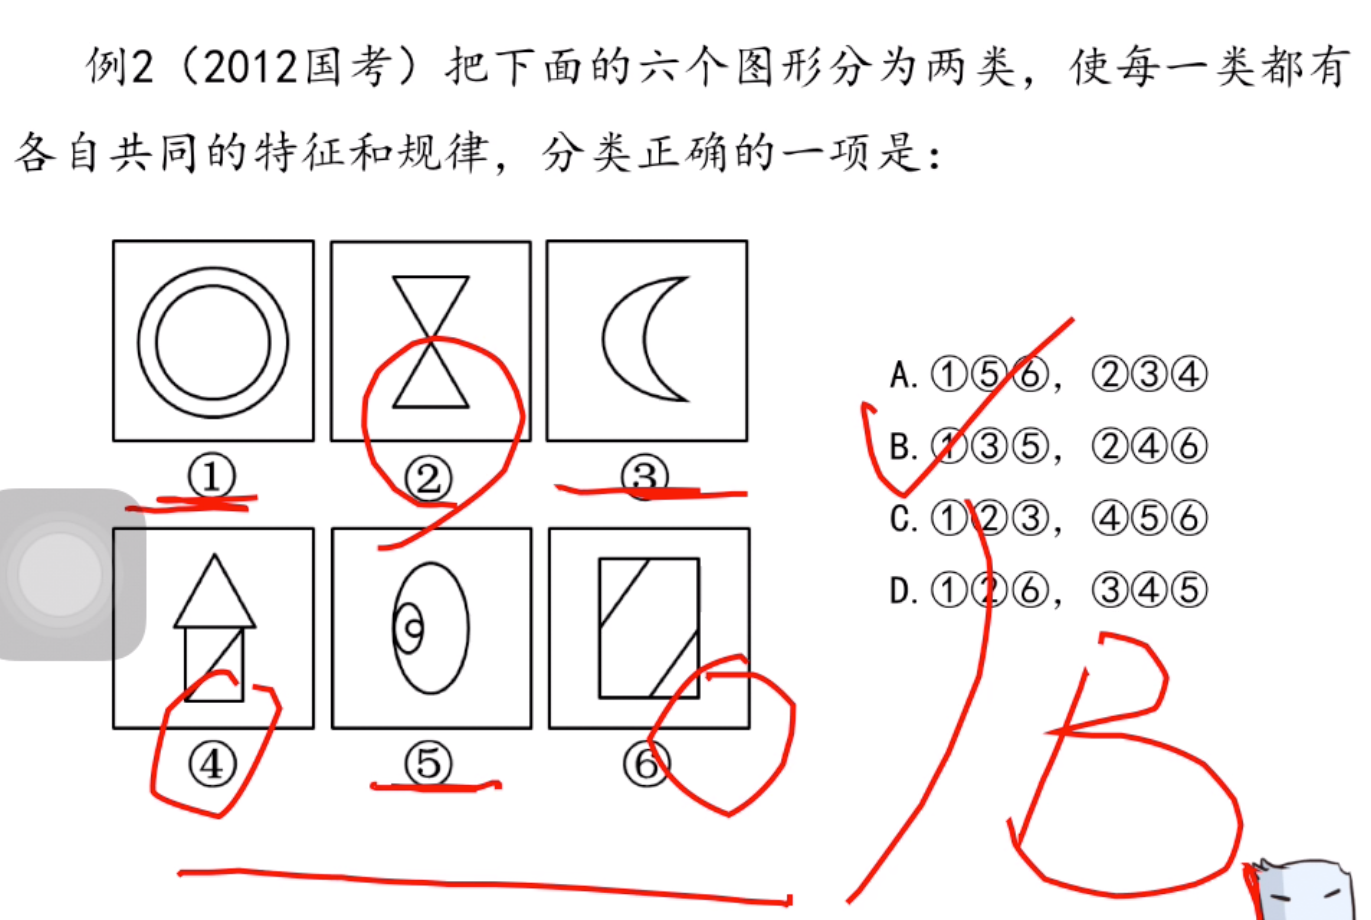 例2（2012国考）把下面的六个图形分为两类，使每一类都有
各自共同的特征和规律，分类正确的一项是：
① ② ③
④ ⑤ ⑥
A.①⑤⑥，②③④
B.①③⑤，②④⑥
C.①②③，④⑤⑥
D.①②⑥，③④⑤
B